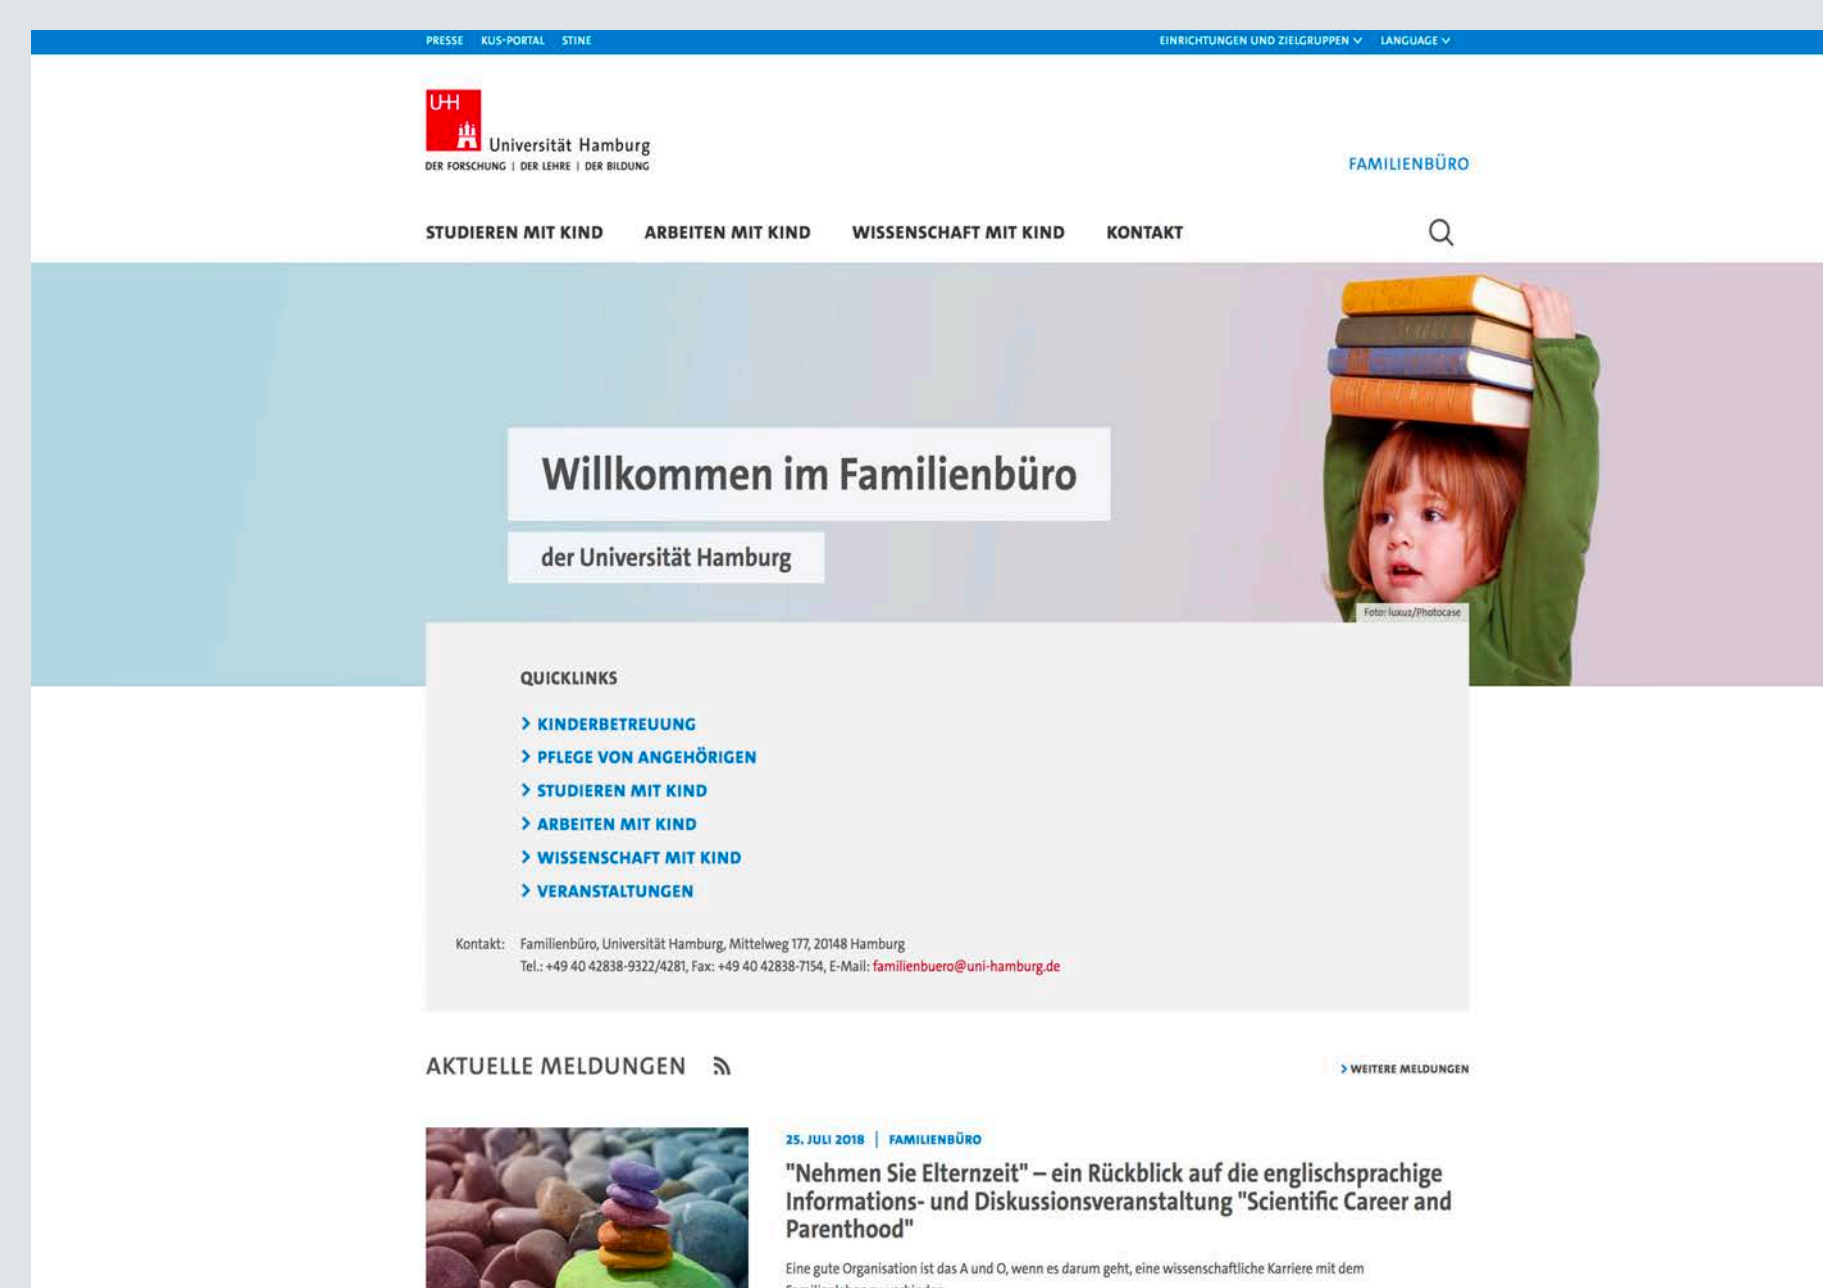 PRESSE KUS-PORTAL STINE EINRICHTUNGEN UND ZIELGRUPPEN LANGUAGE
UHH
Universität Hamburg
DER FORSCHUNG | DER LEHRE | DER BILDUNG
FAMILIENBÜRO
STUDIEREN MIT KIND ARBEITEN MIT KIND WISSENSCHAFT MIT KIND KONTAKT
Willkommen im Familienbüro
der Universität Hamburg
Foto: luxuz/Photocase
QUICKLINKS
KINDERBETREUUNG
PFLEGE VON ANGEHÖRIGEN
STUDIEREN MIT KIND
ARBEITEN MIT KIND
WISSENSCHAFT MIT KIND
VERANSTALTUNGEN
Kontakt: Familienbüro, Universität Hamburg, Mittelweg 177, 20148 Hamburg
Tel.: +49 40 42838-9322/4281, Fax: +49 40 42838-7154, E-Mail: familienbuero@uni-hamburg.de
AKTUELLE MELDUNGEN
WEITERE MELDUNGEN
25. JULI 2018 | FAMILIENBÜRO
"Nehmen Sie Elternzeit" – ein Rückblick auf die englischsprachige
Informations- und Diskussionsveranstaltung "Scientific Career and
Parenthood"
Eine gute Organisation ist das A und O, wenn es darum geht, eine wissenschaftliche Karriere mit dem